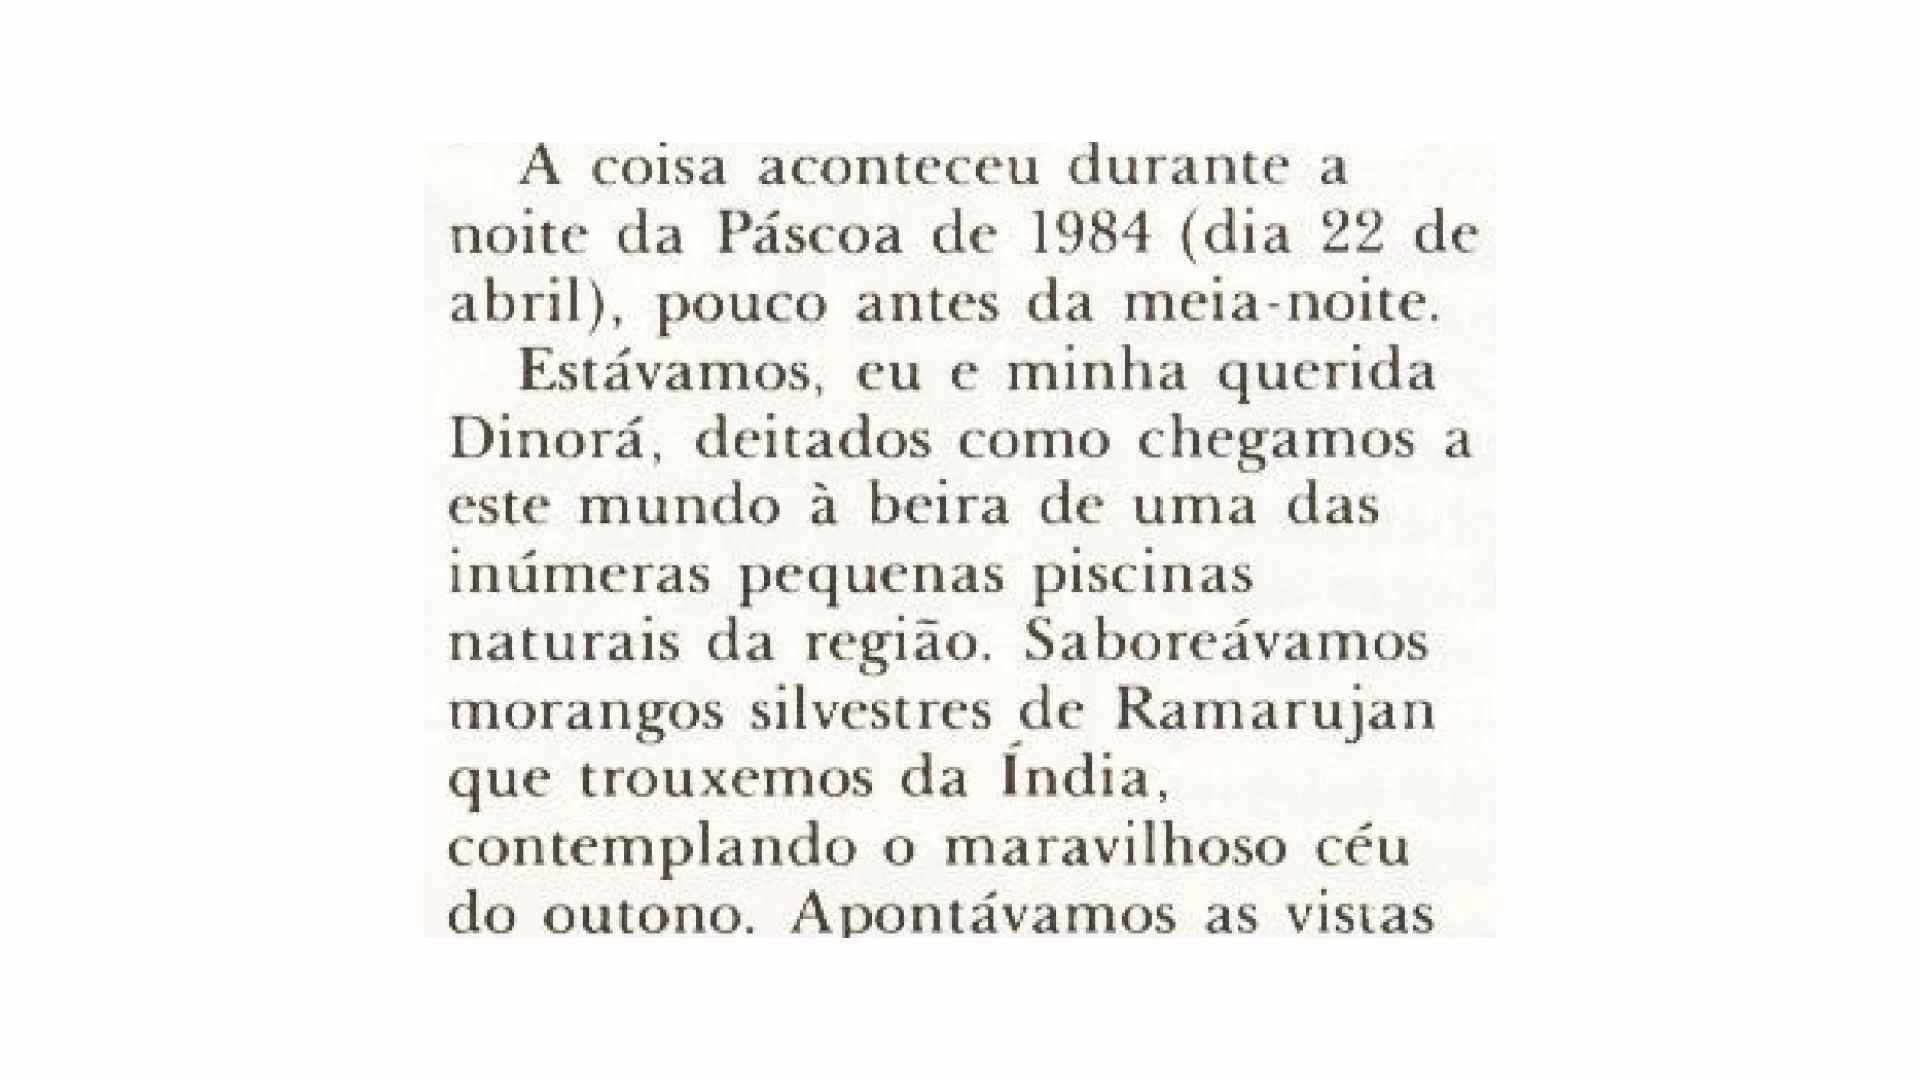 A coisa aconteceu durante a
noite da Páscoa de 1984 (dia 22 de
abril), pouco antes da meia-noite.
Estávamos, eu e minha querida
Dinorá, deitados como chegamos a
este mundo à beira de uma das
inúmeras pequenas piscinas
naturais da região. Saboreávamos
morangos silvestres de Ramarujan
que trouxemos da Índia,
contemplando o maravilhoso céu
do outono. Apontávamos as vistas